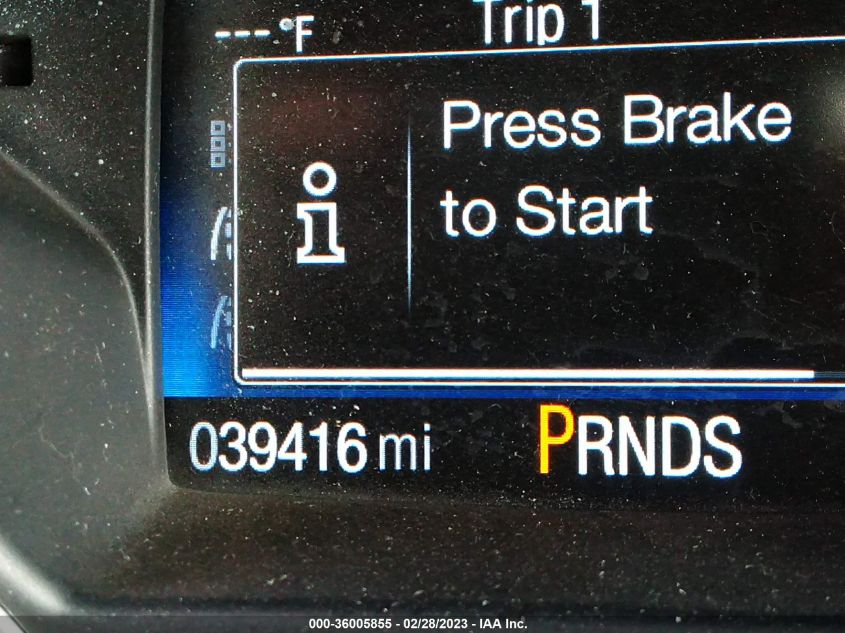 ---°F
Trip 1
Press Brake
to Start
039416 mi
PRNDS
000-36005855 - 02/28/2023 - IAA Inc.